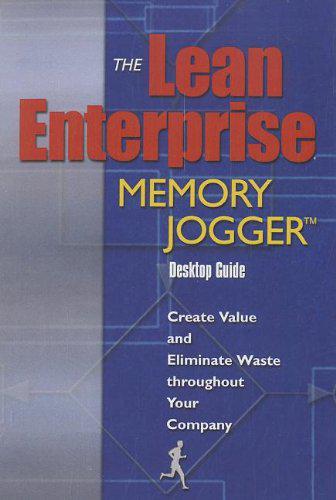 THE Lean
Enterprise
MEMORY
JOGGER™
Desktop Guide
Create Value
and
Eliminate Waste
throughout
Your
Company